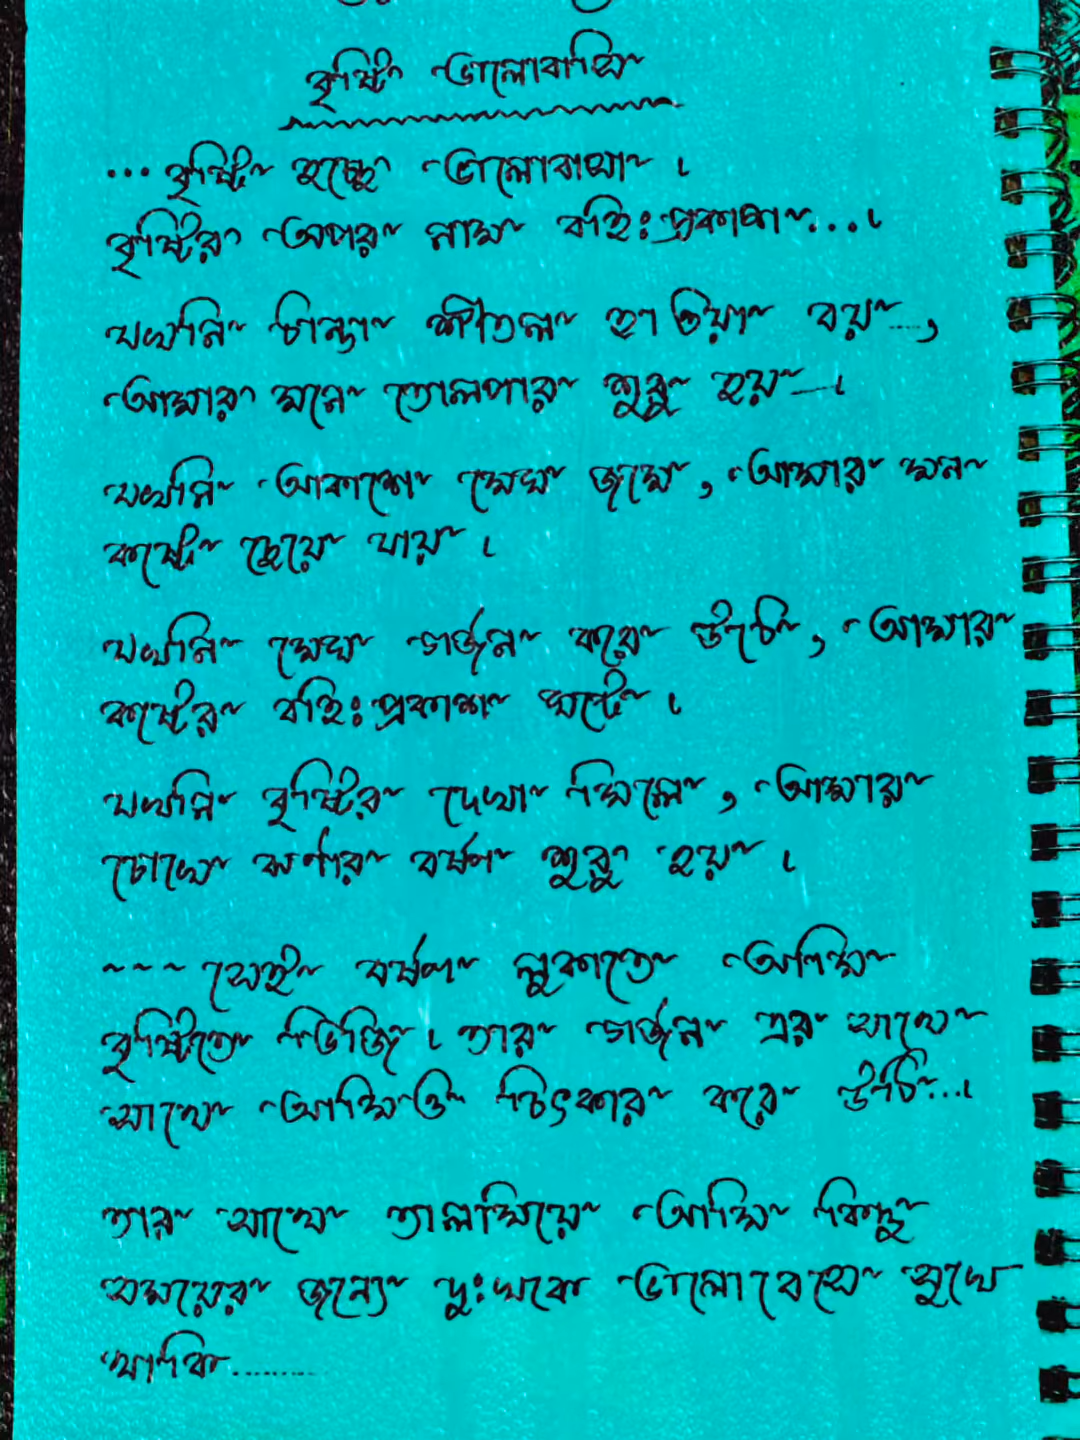 বৃষ্টি ভালোবাসি
... বৃষ্টি হচ্ছে ভালোবাসা ।
বৃষ্টির অপর নাম বহিঃপ্রকাশ....।
যখনি ঠান্ডা শীতল হাওয়া বয়....,
আমার মনে তোলপার শুরু হয়—।
যখনি আকাশে মেঘ জমে, আমার মন
কষ্টে ছেয়ে যায় ।
যখনি মেঘ গর্জন করে উঠে, আমার
কষ্টের বহিঃপ্রকাশ ঘটে ।
যখনি বৃষ্টির দেখা মিলে, আমার
চোখে ঝর্ণার বর্ষণ শুরু হয় ।
--- সেই বর্ষণ লুকাতে আমি
বৃষ্টিতে ভিজি । তার গর্জন এর সাথে
সাথে আমিও চিৎকার করে উঠি...।
তার সাথে তালমিয়ে আমি কিছু
সময়ের জন্যে দুঃখকে ভালোবেসে সুখে
থাকি.........